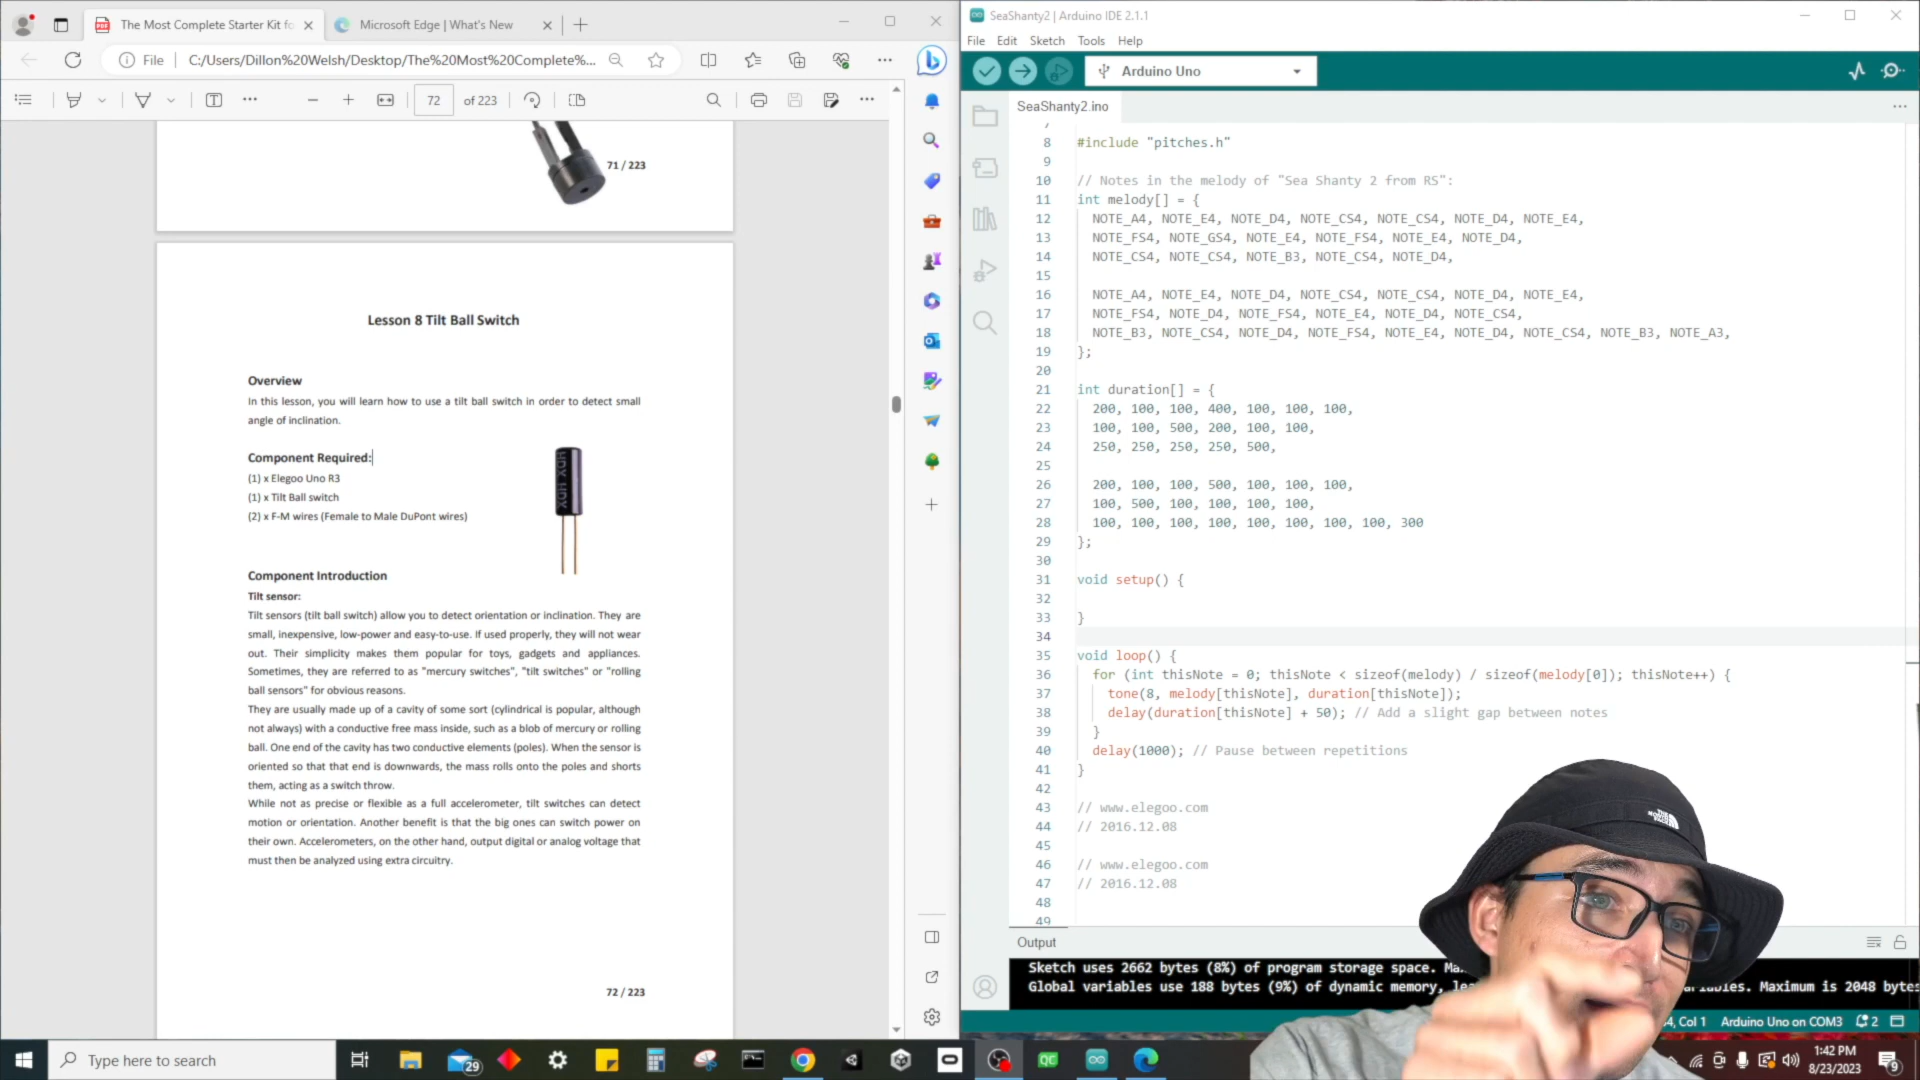 The Most Complete Starter Kit fo
Microsoft Edge | What's New
File
C:/Users/Dillon%20Welsh/Desktop/The%20Most%20Complete%...
72
of 223
71 / 223
Lesson 8 Tilt Ball Switch
Overview
In this lesson, you will learn how to use a tilt ball switch in order to detect small
angle of inclination.
Component Required:
(1) x Elegoo Uno R3
(1) x Tilt Ball switch
(2) x F-M wires (Female to Male DuPont wires)
Component Introduction
Tilt sensor:
Tilt sensors (tilt ball switch) allow you to detect orientation or inclination. They are
small, inexpensive, low-power and easy-to-use. If used properly, they will not wear
out. Their simplicity makes them popular for toys, gadgets and appliances.
Sometimes, they are referred to as "mercury switches", "tilt switches" or "rolling
ball sensors" for obvious reasons.
They are usually made up of a cavity of some sort (cylindrical is popular, although
not always) with a conductive free mass inside, such as a blob of mercury or rolling
ball. One end of the cavity has two conductive elements (poles). When the sensor is
oriented so that that end is downwards, the mass rolls onto the poles and shorts
them, acting as a switch throw.
While not as precise or flexible as a full accelerometer, tilt switches can detect
motion or orientation. Another benefit is that the big ones can switch power on
their own. Accelerometers, on the other hand, output digital or analog voltage that
must then be analyzed using extra circuitry.
72 / 223
SeaShanty2 | Arduino IDE 2.1.1
File Edit Sketch Tools Help
Arduino Uno
SeaShanty2.ino
7
8 #include "pitches.h"
9
10 // Notes in the melody of "Sea Shanty 2 from RS":
11 int melody[] = {
12 NOTE_A4, NOTE_E4, NOTE_D4, NOTE_CS4, NOTE_CS4, NOTE_D4, NOTE_E4,
13 NOTE_FS4, NOTE_GS4, NOTE_E4, NOTE_FS4, NOTE_E4, NOTE_D4,
14 NOTE_CS4, NOTE_CS4, NOTE_B3, NOTE_CS4, NOTE_D4,
15
16 NOTE_A4, NOTE_E4, NOTE_D4, NOTE_CS4, NOTE_CS4, NOTE_D4, NOTE_E4,
17 NOTE_FS4, NOTE_D4, NOTE_FS4, NOTE_E4, NOTE_D4, NOTE_CS4,
18 NOTE_B3, NOTE_CS4, NOTE_D4, NOTE_FS4, NOTE_E4, NOTE_D4, NOTE_CS4, NOTE_B3, NOTE_A3,
19 };
20
21 int duration[] = {
22 200, 100, 100, 400, 100, 100, 100,
23 100, 100, 500, 200, 100, 100,
24 250, 250, 250, 250, 500,
25
26 200, 100, 100, 500, 100, 100, 100,
27 100, 500, 100, 100, 100, 100,
28 100, 100, 100, 100, 100, 100, 100, 100, 300
29 };
30
31 void setup() {
32
33 }
34
35 void loop() {
36 for (int thisNote = 0; thisNote < sizeof(melody) / sizeof(melody[0]); thisNote++) {
37 tone(8, melody[thisNote], duration[thisNote]);
38 delay(duration[thisNote] + 50); // Add a slight gap between notes
39 }
40 delay(1000); // Pause between repetitions
41 }
42
43 // www.elegoo.com
44 // 2016.12.08
45
46 // www.elegoo.com
47 // 2016.12.08
48
49
Output
Sketch uses 2662 bytes (8%) of program storage space. Ma
Global variables use 188 bytes (9%) of dynamic memory, le
riables. Maximum is 2048 bytes
4, Col 1 Arduino Uno on COM3 2
THE NORTH FACE
Type here to search
29
QC
1:42 PM
8/23/2023
9